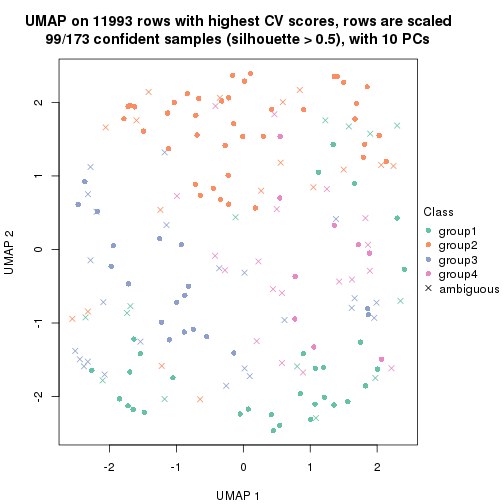 UMAP on 11993 rows with highest CV scores, rows are scaled
99/173 confident samples (silhouette > 0.5), with 10 PCs
2
1
0
-1
-2
UMAP 2
-2
-1
0
1
2
UMAP 1
Class
group1
group2
group3
group4
ambiguous